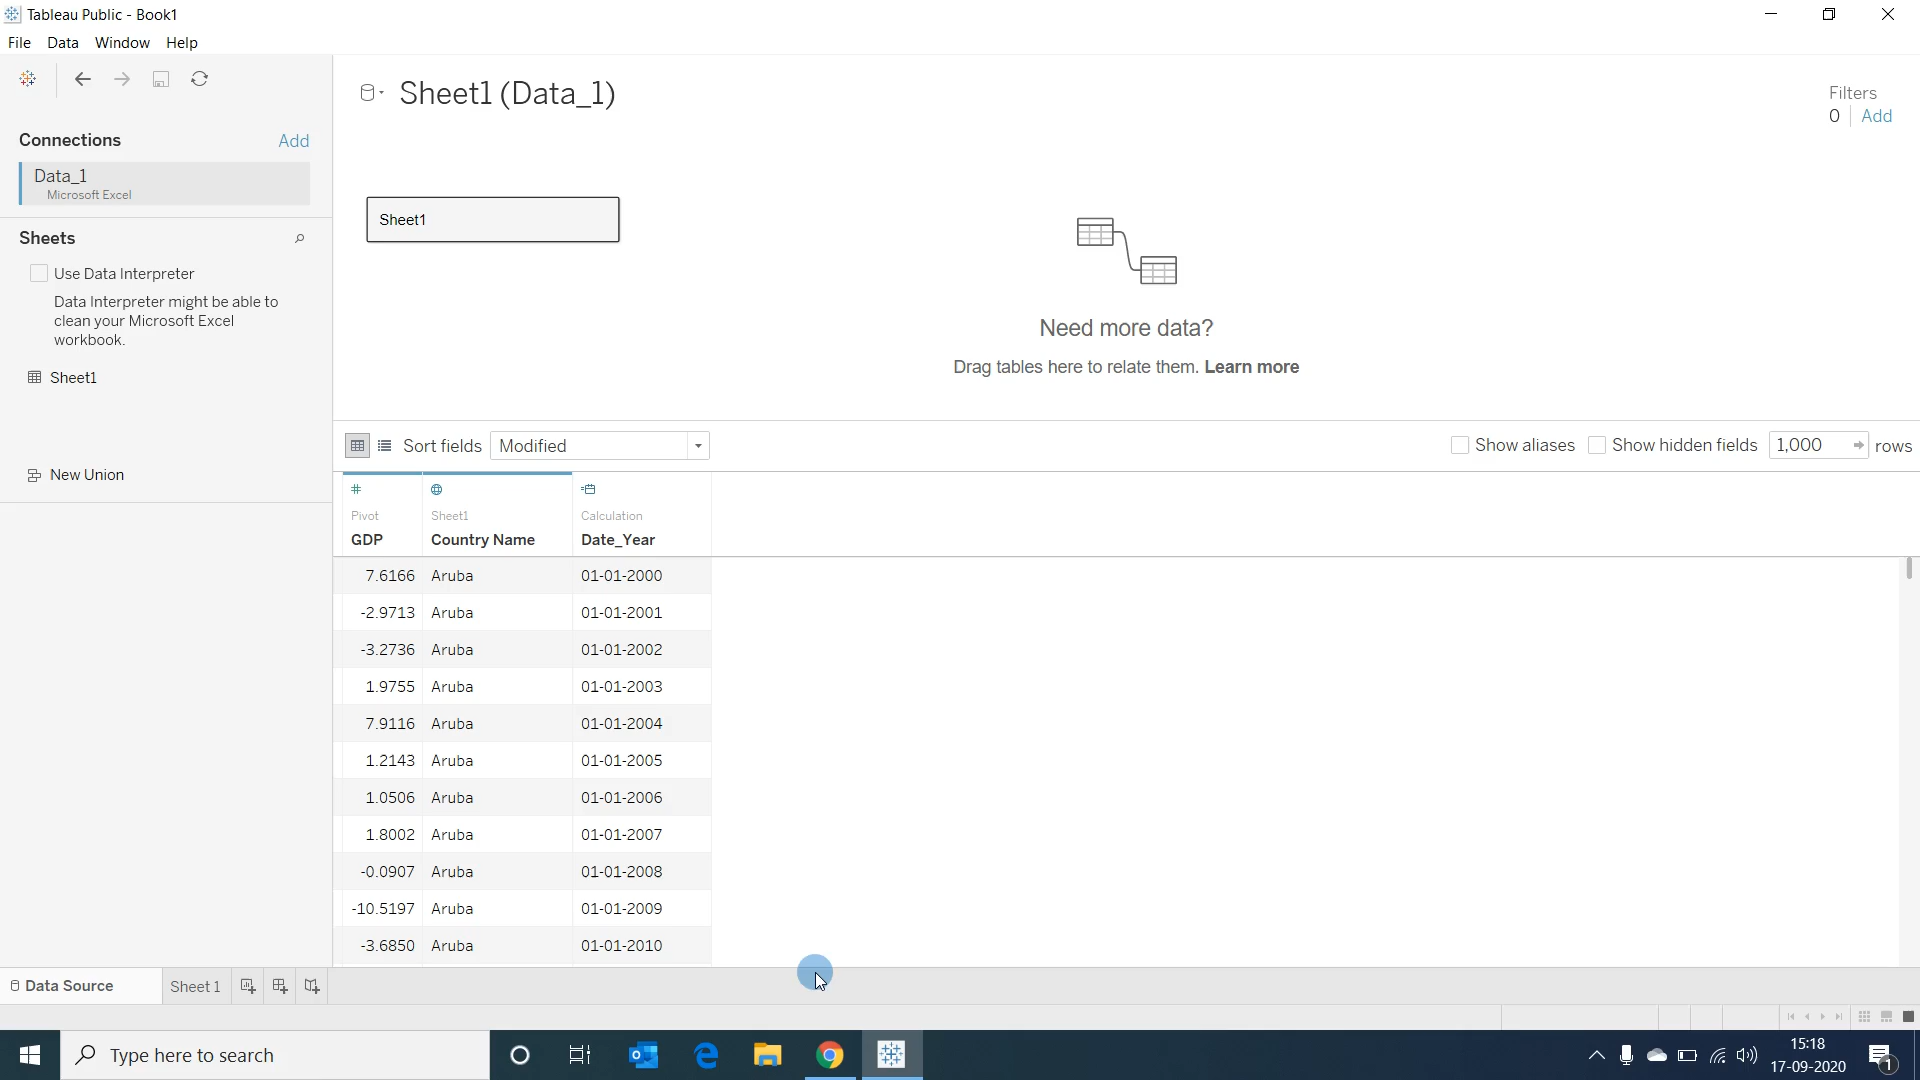 Tableau Public - Book1
File Data Window Help
Connections Add
Data_1
Microsoft Excel
Sheets
Use Data Interpreter
Data Interpreter might be able to
clean your Microsoft Excel
workbook.
Sheet1
New Union
Sheet1 (Data_1)
Filters
0 Add
Sheet1
Need more data?
Drag tables here to relate them. Learn more
Sort fields Modified
Show aliases Show hidden fields 1,000 rows
Pivot Sheet1 Calculation
GDP Country Name Date_Year
7.6166 Aruba 01-01-2000
-2.9713 Aruba 01-01-2001
-3.2736 Aruba 01-01-2002
1.9755 Aruba 01-01-2003
7.9116 Aruba 01-01-2004
1.2143 Aruba 01-01-2005
1.0506 Aruba 01-01-2006
1.8002 Aruba 01-01-2007
-0.0907 Aruba 01-01-2008
-10.5197 Aruba 01-01-2009
-3.6850 Aruba 01-01-2010
Data Source Sheet 1
Type here to search
15:18
17-09-2020
1